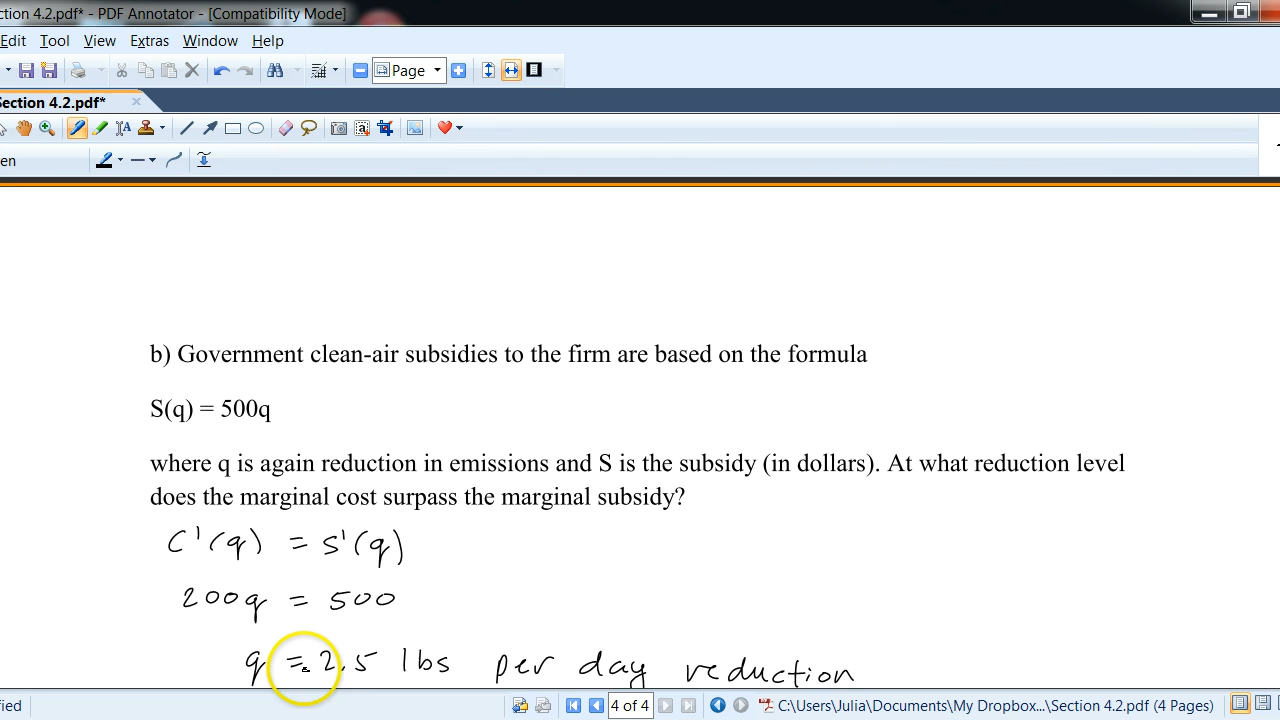 ction 4.2.pdf* - PDF Annotator - [Compatibility Mode]
Edit Tool View Extras Window Help
Page
Section 4.2.pdf*
en
b) Government clean-air subsidies to the firm are based on the formula
S(q) = 500q
where q is again reduction in emissions and S is the subsidy (in dollars). At what reduction level
does the marginal cost surpass the marginal subsidy?
C'(q) = S'(q)
200q = 500
q = 2.5 lbs per day reduction
fied 4 of 4 C:\Users\Julia\Documents\My Dropbox...\Section 4.2.pdf (4 Pages)